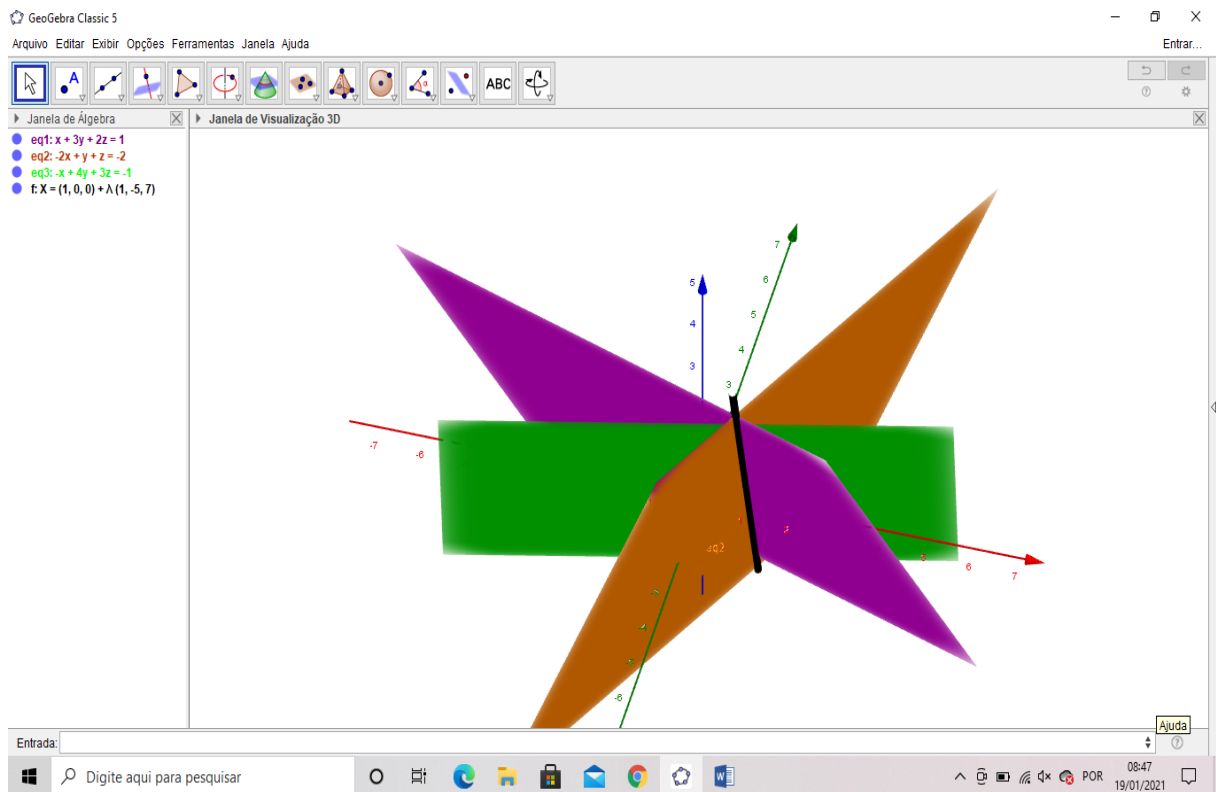 GeoGebra Classic 5
Arquivo Editar Exibir Opções Ferramentas Janela Ajuda Entrar...
A ABC
Janela de Álgebra
Janela de Visualização 3D
eq1: x + 3y + 2z = 1
eq2: -2x + y + z = -2
eq3: -x + 4y + 3z = -1
f: X = (1, 0, 0) + λ (1, -5, 7)
7
5 6
4 5
4
3
3
-7
-6
eq2
6
7
-6
Ajuda
Entrada:
Digite aqui para pesquisar
POR
08:47
19/01/2021